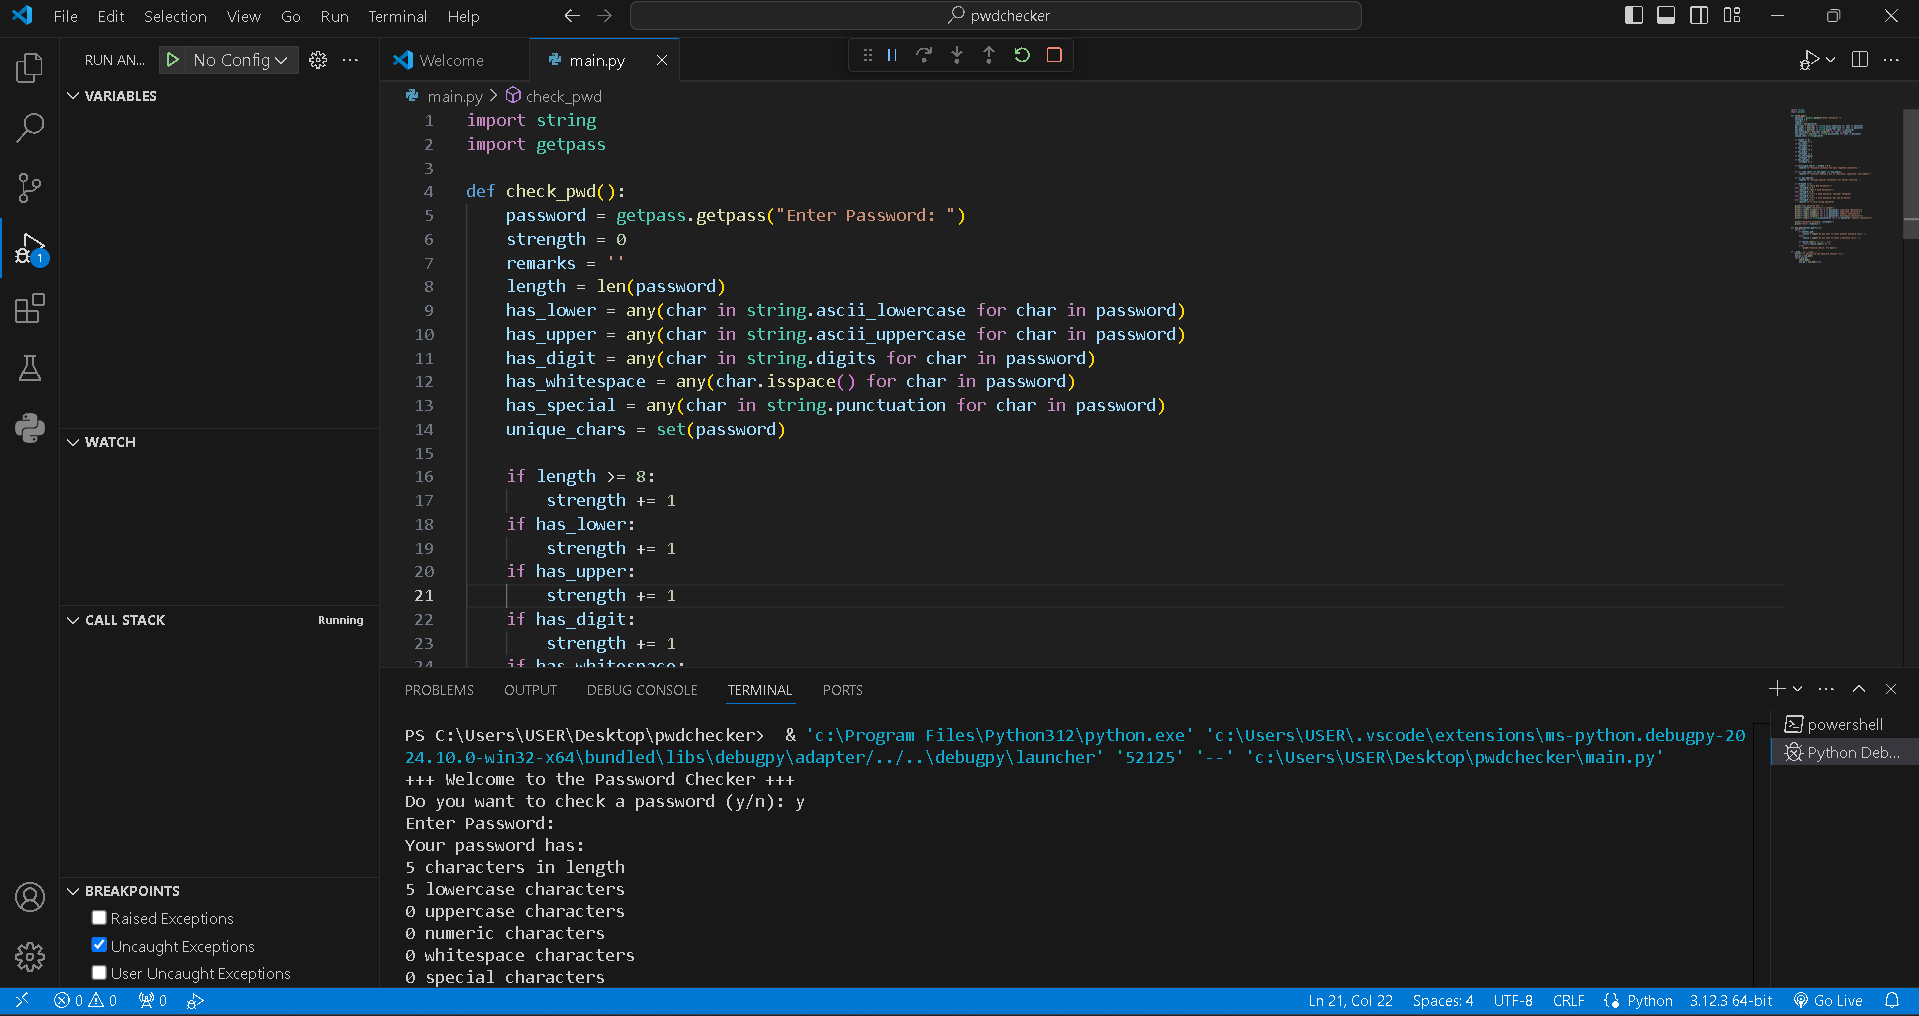 File Edit Selection View Go Run Terminal Help
pwdchecker
RUN AN... No Config
VARIABLES
WATCH
CALL STACK Running
BREAKPOINTS
Raised Exceptions
Uncaught Exceptions
User Uncaught Exceptions
1
Welcome main.py
main.py > check_pwd
1 import string
2 import getpass
3
4 def check_pwd():
5 password = getpass.getpass("Enter Password: ")
6 strength = 0
7 remarks = ''
8 length = len(password)
9 has_lower = any(char in string.ascii_lowercase for char in password)
10 has_upper = any(char in string.ascii_uppercase for char in password)
11 has_digit = any(char in string.digits for char in password)
12 has_whitespace = any(char.isspace() for char in password)
13 has_special = any(char in string.punctuation for char in password)
14 unique_chars = set(password)
15
16 if length >= 8:
17 strength += 1
18 if has_lower:
19 strength += 1
20 if has_upper:
21 strength += 1
22 if has_digit:
23 strength += 1
24 if has_whitespace:
PROBLEMS OUTPUT DEBUG CONSOLE TERMINAL PORTS
PS C:\Users\USER\Desktop\pwdchecker> & 'c:\Program Files\Python312\python.exe' 'c:\Users\USER\.vscode\extensions\ms-python.debugpy-20
24.10.0-win32-x64\bundled\libs\debugpy\adapter/../..\debugpy\launcher' '52125' '--' 'c:\Users\USER\Desktop\pwdchecker\main.py'
+++ Welcome to the Password Checker +++
Do you want to check a password (y/n): y
Enter Password:
Your password has:
5 characters in length
5 lowercase characters
0 uppercase characters
0 numeric characters
0 whitespace characters
0 special characters
powershell
Python Deb...
0 0 0
Ln 21, Col 22 Spaces: 4 UTF-8 CRLF Python 3.12.3 64-bit Go Live